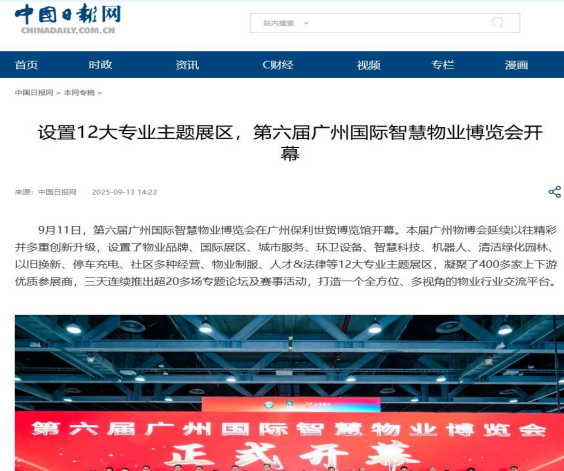 中国日报网
CHINADAILY.COM.CN
站内搜索
首页 时政 资讯 C财经 视频 专栏 漫画
中国日报网 > 本网专稿 >
设置12大专业主题展区，第六届广州国际智慧物业博览会开
幕
来源：中国日报网 2025-09-13 14:23
9月11日，第六届广州国际智慧物业博览会在广州保利世贸博览馆开幕。本届广州物博会延续以往精彩
并多重创新升级，设置了物业品牌、国际展区、城市服务、环卫设备、智慧科技、机器人、清洁绿化园林、
以旧换新、停车充电、社区多种经营、物业制服、人才&法律等12大专业主题展区，凝聚了400多家上下游
优质参展商，三天连续推出超20多场专题论坛及赛事活动，打造一个全方位、多视角的物业行业交流平台。
第六届广州国际智慧物业博览会
正式开幕